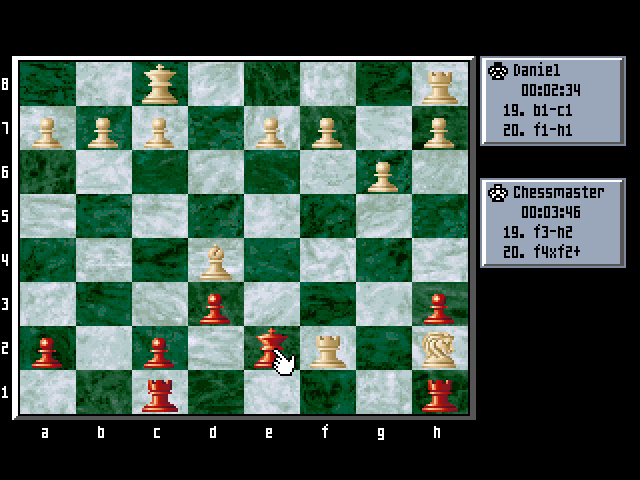 8
7
6
5
4
3
2
1
a b c d e f g h
Daniel
00:02:34
19. b1-c1
20. f1-h1
Chessmaster
00:03:46
19. f3-h2
20. f4xf2+